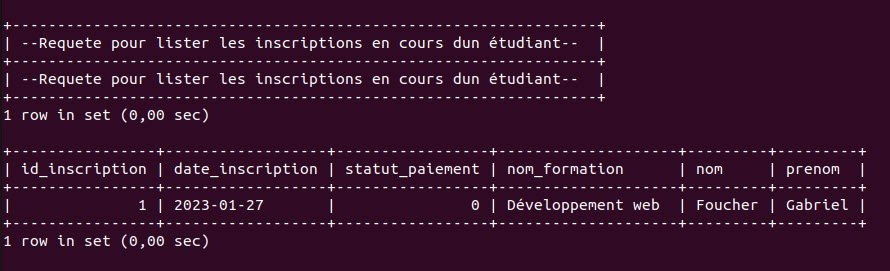 +-----------------------------------------------------------------+
| --Requete pour lister les inscriptions en cours dun étudiant--  |
+-----------------------------------------------------------------+
| --Requete pour lister les inscriptions en cours dun étudiant--  |
+-----------------------------------------------------------------+
1 row in set (0,00 sec)
+----------------+------------------+-----------------+--------------------+---------+---------+
| id_inscription | date_inscription | statut_paiement | nom_formation      | nom     | prenom  |
+----------------+------------------+-----------------+--------------------+---------+---------+
|              1 | 2023-01-27       |               0 | Développement web  | Foucher | Gabriel |
+----------------+------------------+-----------------+--------------------+---------+---------+
1 row in set (0,00 sec)